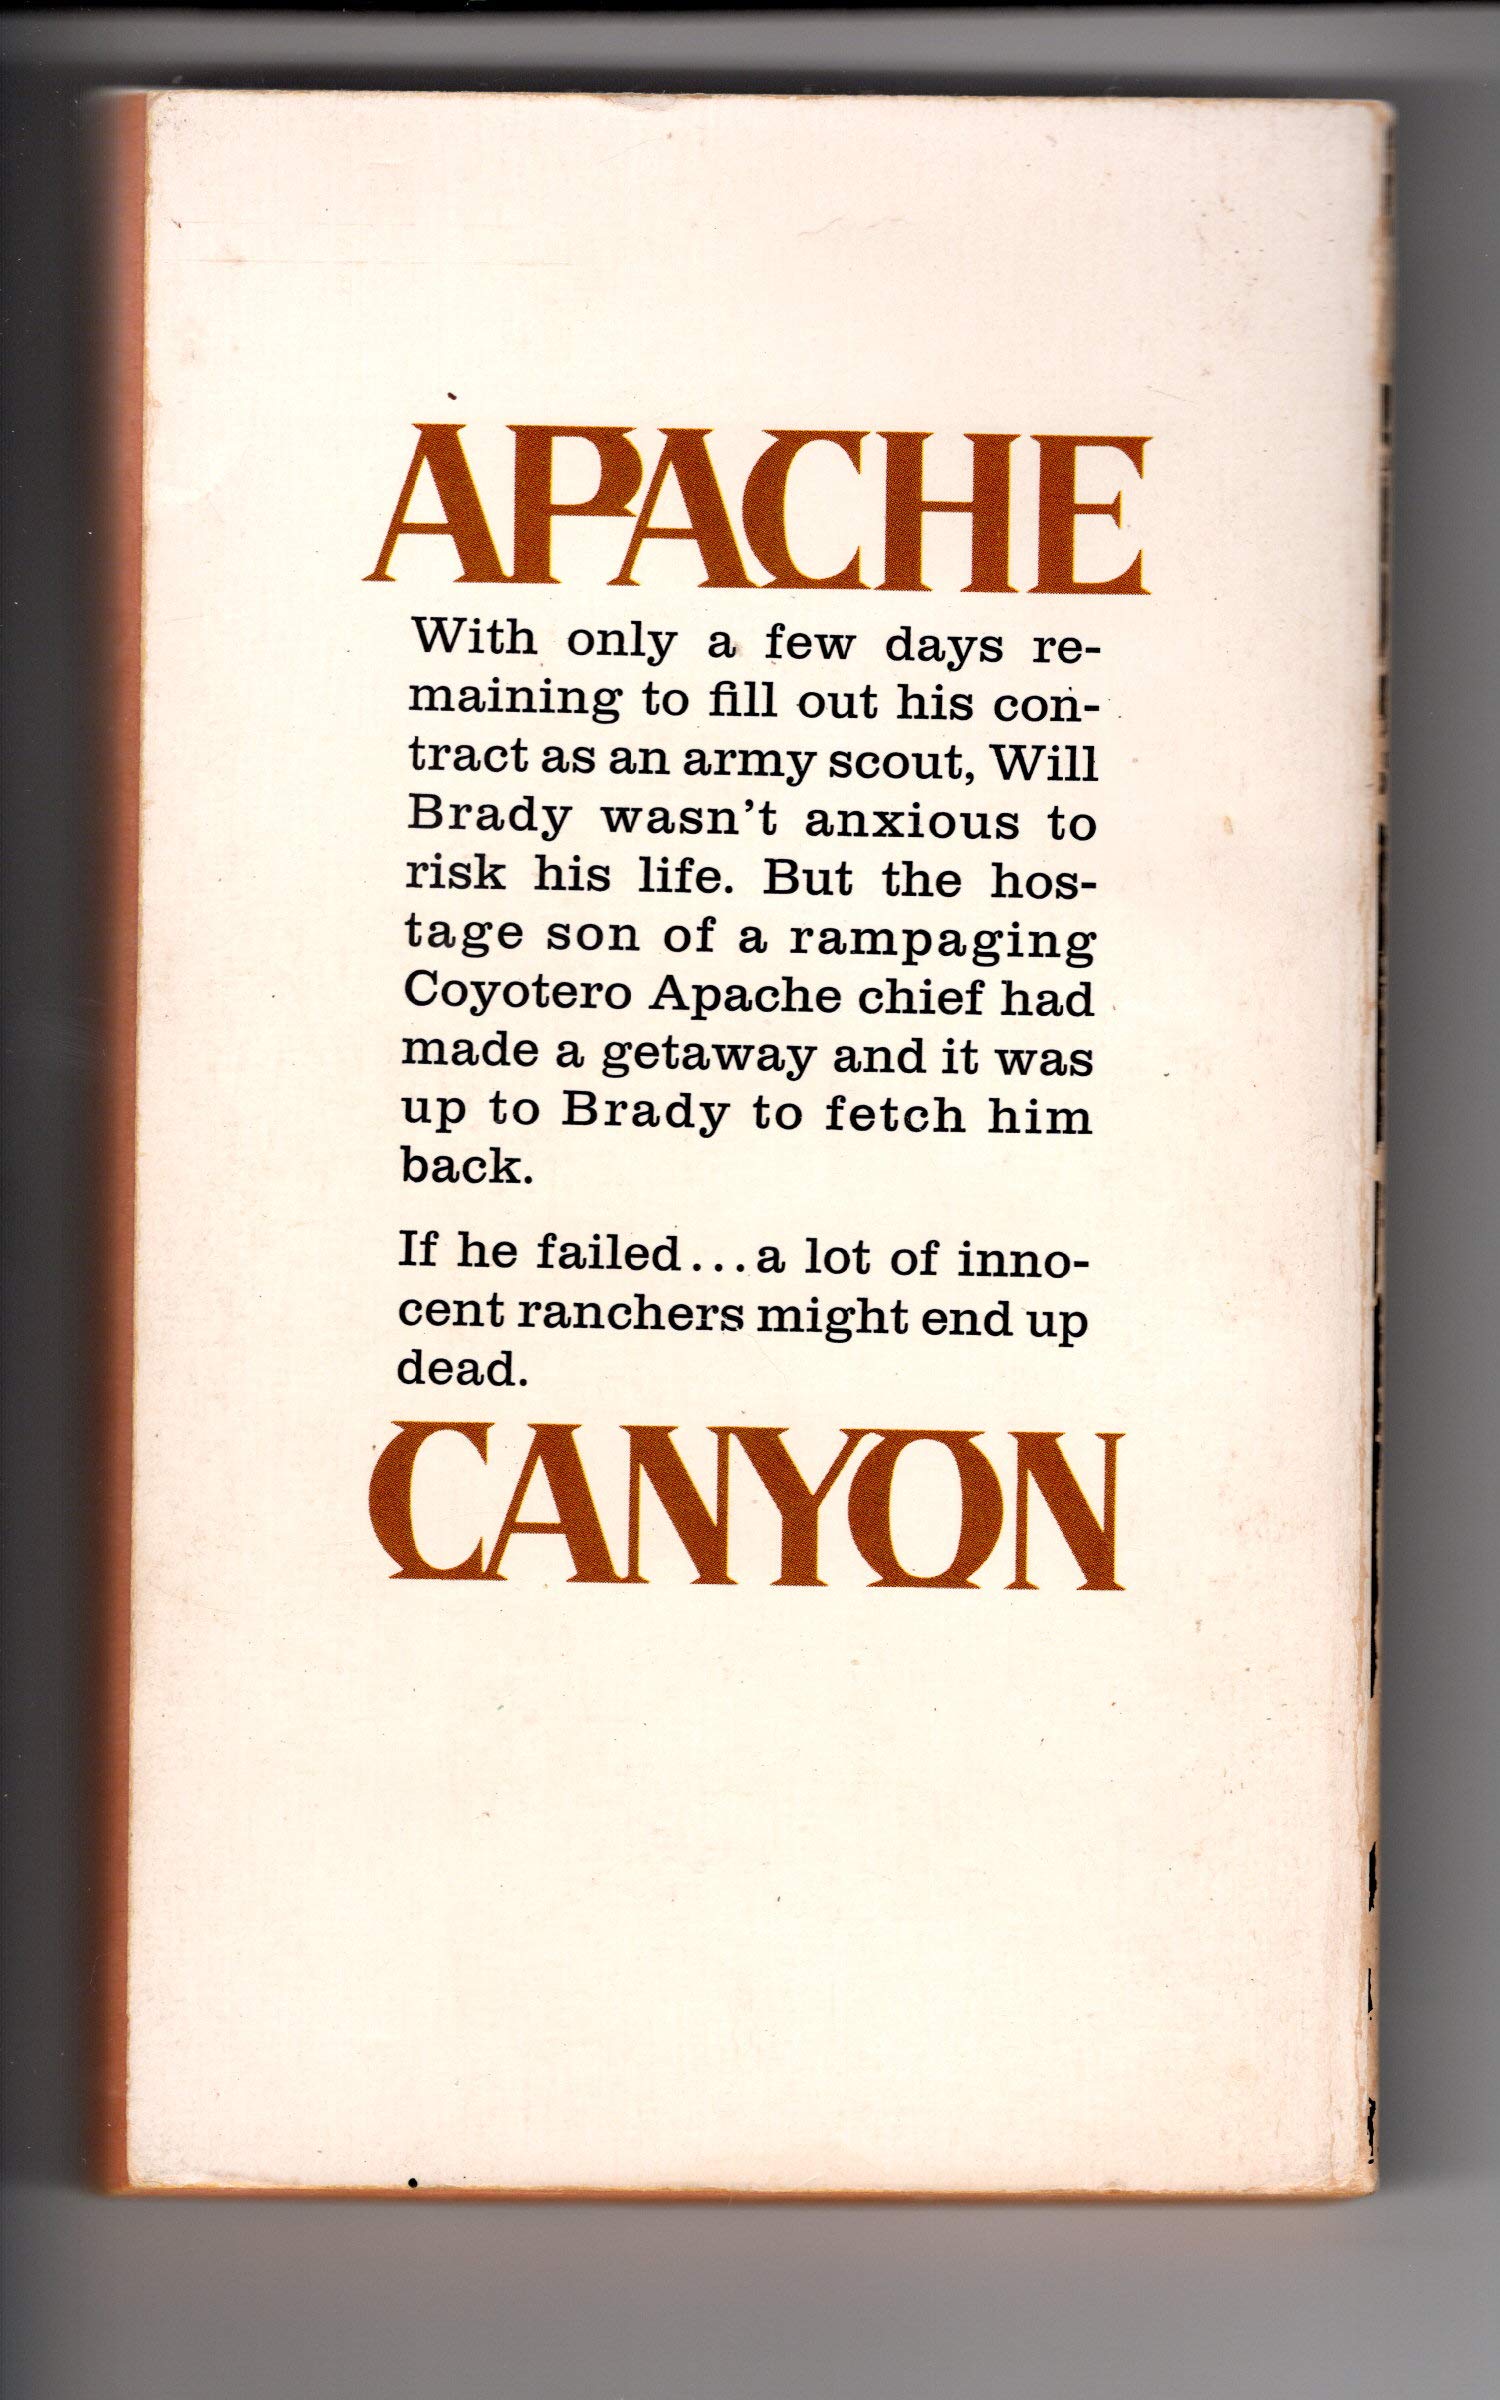 APACHE
With only a few days re-
maining to fill out his con-
tract as an army scout, Will
Brady wasn't anxious to
risk his life. But the hos-
tage son of a rampaging
Coyotero Apache chief had
made a getaway and it was
up to Brady to fetch him
back.
If he failed...a lot of inno-
cent ranchers might end up
dead.
CANYON